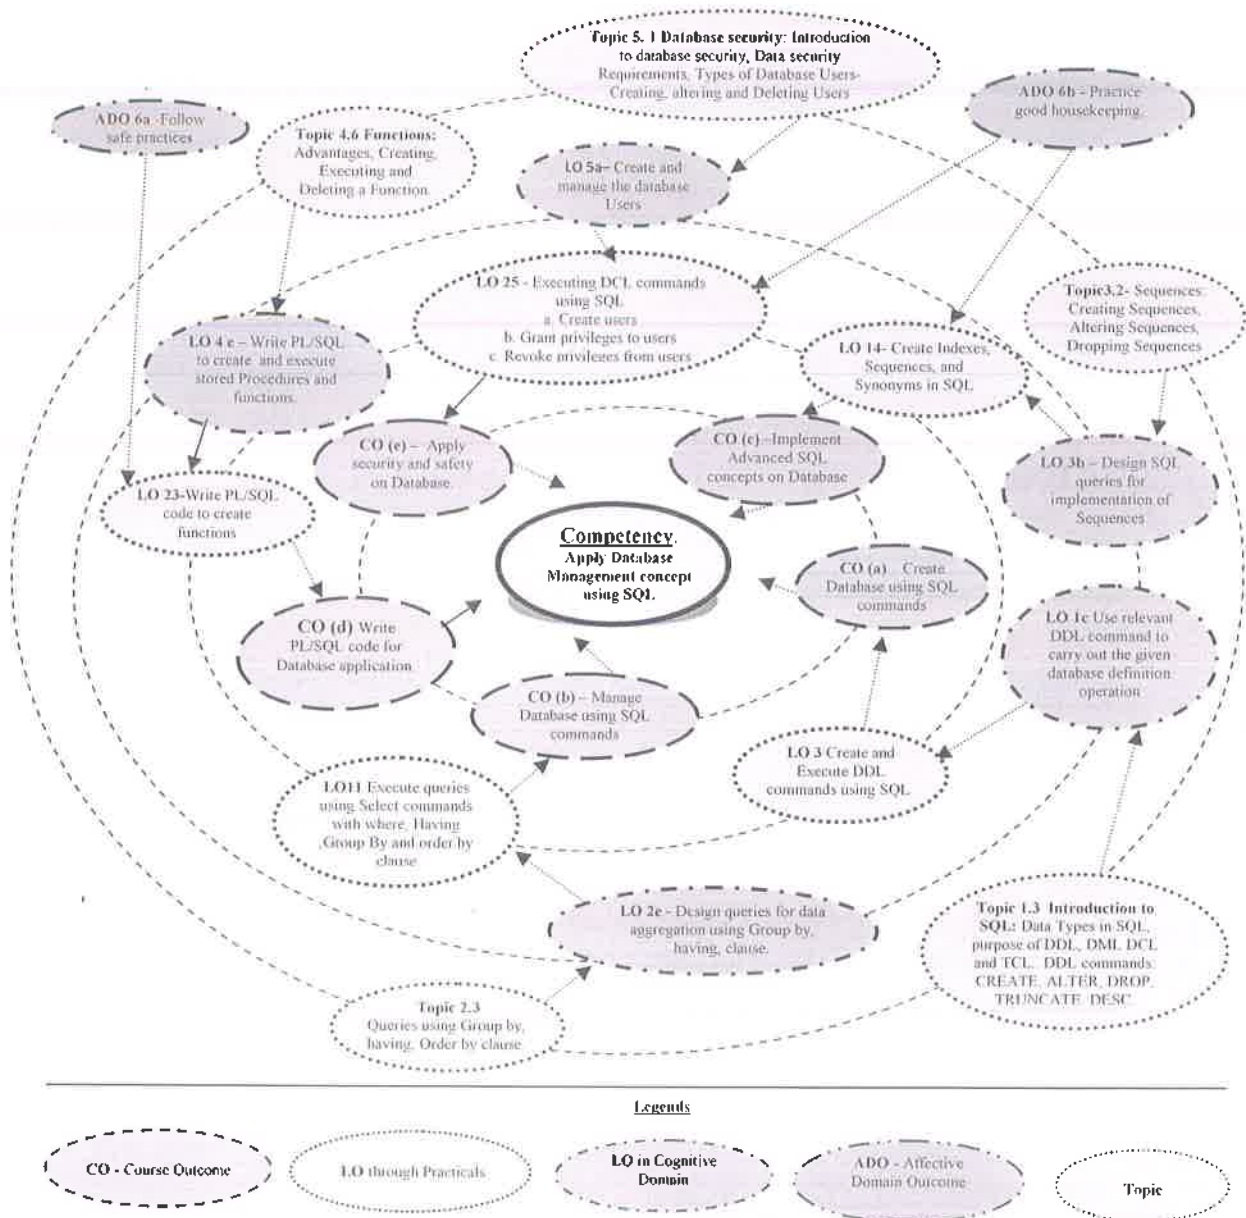 Topic 5. 1 Database security: Introduction
to database security, Data security
Requirements, Types of Database Users-
Creating, altering and Deleting Users
ADO 6a -Follow
safe practices
Topic 4.6 Functions:
Advantages, Creating,
Executing and
Deleting a Function.
LO 5a– Create and
manage the database
Users
ADO 6b - Practice
good housekeeping.
LO 25 - Executing DCL commands
using SQL
a. Create users
b. Grant privileges to users
c. Revoke privileges from users
Topic3.2- Sequences:
Creating Sequences,
Altering Sequences,
Dropping Sequences
LO 4 e – Write PL/SQL
to create and execute
stored Procedures and
functions.
LO 14- Create Indexes,
Sequences, and
Synonyms in SQL
CO (e) – Apply
security and safety
on Database.
CO (c) –Implement
Advanced SQL
concepts on Database
LO 3b – Design SQL
queries for
implementation of
Sequences
LO 23-Write PL/SQL
code to create
functions
Competency.
Apply Database
Management concept
using SQL
CO (a) – Create
Database using SQL
commands
CO (d) Write
PL/SQL code for
Database application
LO 1c Use relevant
DDL command to
carry out the given
database definition
operation
CO (b) – Manage
Database using SQL
commands
LO 3 Create and
Execute DDL
commands using SQL
LO11 Execute queries
using Select commands
with where, Having
,Group By and order by
clause
LO 2e - Design queries for data
aggregation using Group by,
having, clause.
Topic 1.3 Introduction to
SQL: Data Types in SQL,
purpose of DDL, DML DCL
and TCL. DDL commands:
CREATE, ALTER, DROP,
TRUNCATE, DESC
Topic 2.3
Queries using Group by,
having, Order by clause
Legends
CO - Course Outcome
LO through Practicals
LO in Cognitive
Domain
ADO - Affective
Domain Outcome
Topic